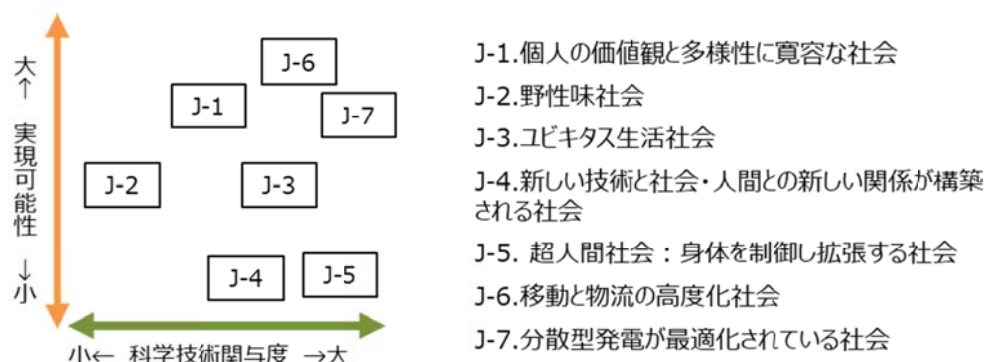 大↑ 実現可能性 ↓小
J-6
J-1
J-7
J-2
J-3
J-4
J-5
小← 科学技術関与度 →大
J-1.個人の価値観と多様性に寛容な社会
J-2.野性味社会
J-3.ユビキタス生活社会
J-4.新しい技術と社会・人間との新しい関係が構築
される社会
J-5. 超人間社会：身体を制御し拡張する社会
J-6.移動と物流の高度化社会
J-7.分散型発電が最適化されている社会